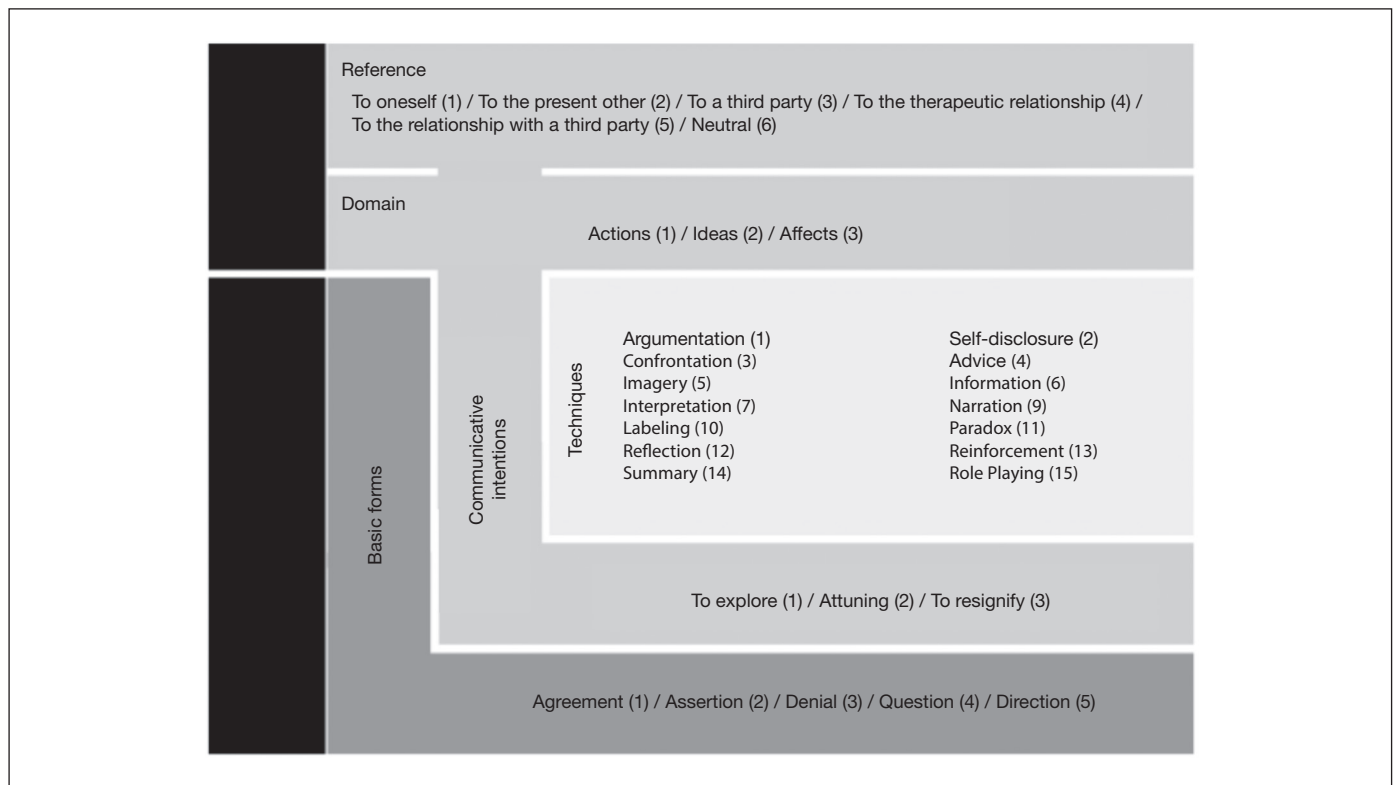 Reference
To oneself (1) / To the present other (2) / To a third party (3) / To the therapeutic relationship (4) /
To the relationship with a third party (5) / Neutral (6)
Domain
Actions (1) / Ideas (2) / Affects (3)
Basic forms
Communicative
intentions
Techniques
Argumentation (1)
Confrontation (3)
Imagery (5)
Interpretation (7)
Labeling (10)
Reflection (12)
Summary (14)
Self-disclosure (2)
Advice (4)
Information (6)
Narration (9)
Paradox (11)
Reinforcement (13)
Role Playing (15)
To explore (1) / Attuning (2) / To resignify (3)
Agreement (1) / Assertion (2) / Denial (3) / Question (4) / Direction (5)